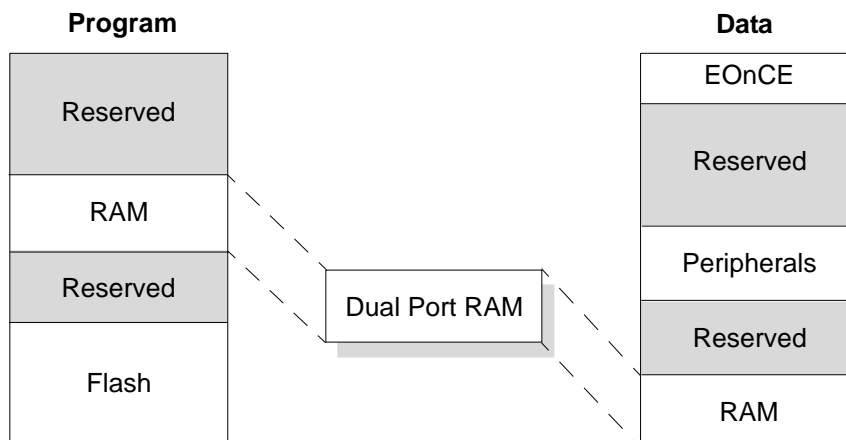 Program
Reserved
RAM
Reserved
Flash
Dual Port RAM
Data
EOnCE
Reserved
Peripherals
Reserved
RAM